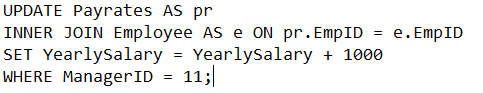 UPDATE Payrates AS pr
INNER JOIN Employee AS e ON pr.EmpID = e.EmpID
SET YearlySalary = YearlySalary + 1000
WHERE ManagerID = 11;